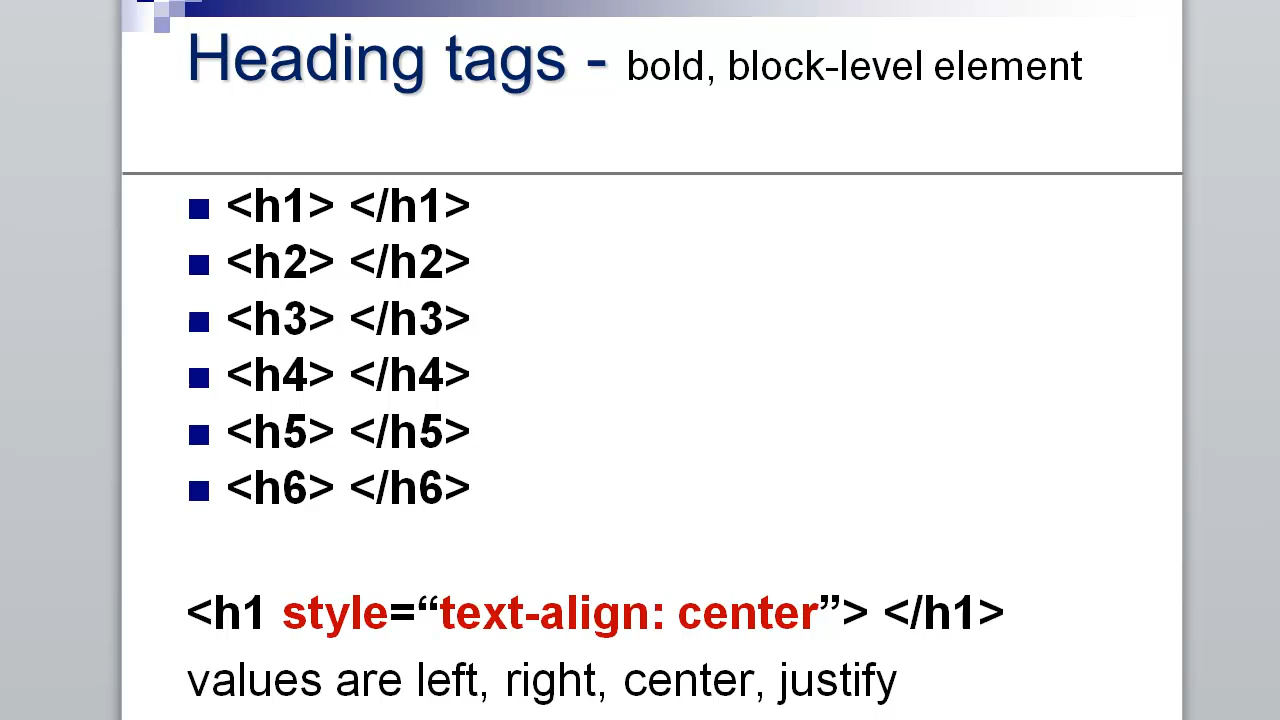 Heading tags - bold, block-level element
<h1> </h1>
<h2> </h2>
<h3> </h3>
<h4> </h4>
<h5> </h5>
<h6> </h6>
<h1 style=“text-align: center”> </h1>
values are left, right, center, justify